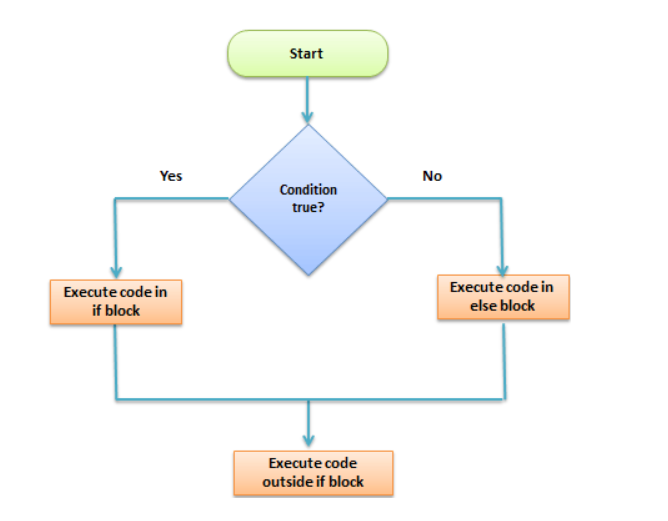 Start
Yes
No
Condition
true?
Execute code in
if block
Execute code in
else block
Execute code
outside if block